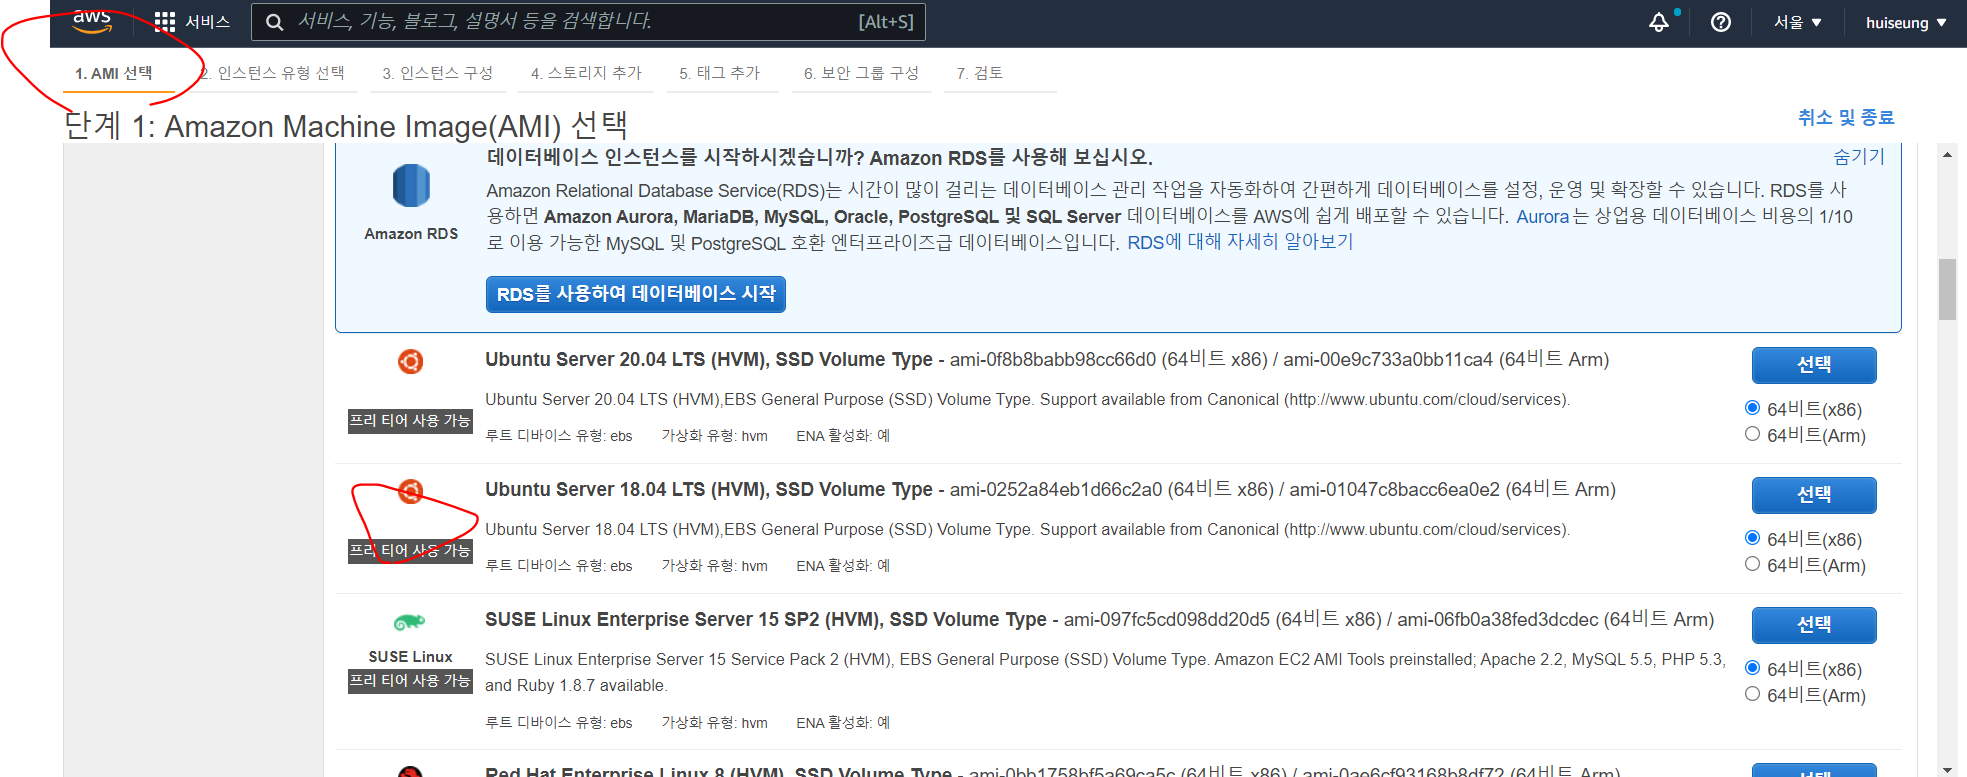 aws
서비스
서비스, 기능, 블로그, 설명서 등을 검색합니다.
[Alt+S]
서울 ▼
huiseung ▼
1. AMI 선택
2. 인스턴스 유형 선택
3. 인스턴스 구성
4. 스토리지 추가
5. 태그 추가
6. 보안 그룹 구성
7. 검토
단계 1: Amazon Machine Image(AMI) 선택
취소 및 종료
Amazon RDS
데이터베이스 인스턴스를 시작하시겠습니까? Amazon RDS를 사용해 보십시오.
숨기기
Amazon Relational Database Service(RDS)는 시간이 많이 걸리는 데이터베이스 관리 작업을 자동화하여 간편하게 데이터베이스를 설정, 운영 및 확장할 수 있습니다. RDS를 사
용하면 Amazon Aurora, MariaDB, MySQL, Oracle, PostgreSQL 및 SQL Server 데이터베이스를 AWS에 쉽게 배포할 수 있습니다. Aurora 는 상업용 데이터베이스 비용의 1/10
로 이용 가능한 MySQL 및 PostgreSQL 호환 엔터프라이즈급 데이터베이스입니다. RDS에 대해 자세히 알아보기
RDS를 사용하여 데이터베이스 시작
프리 티어 사용 가능
Ubuntu Server 20.04 LTS (HVM), SSD Volume Type - ami-0f8b8babb98cc66d0 (64비트 x86) / ami-00e9c733a0bb11ca4 (64비트 Arm)
Ubuntu Server 20.04 LTS (HVM),EBS General Purpose (SSD) Volume Type. Support available from Canonical (http://www.ubuntu.com/cloud/services).
루트 디바이스 유형: ebs 가상화 유형: hvm ENA 활성화: 예
선택
64비트(x86)
64비트(Arm)
프리 티어 사용 가능
Ubuntu Server 18.04 LTS (HVM), SSD Volume Type - ami-0252a84eb1d66c2a0 (64비트 x86) / ami-01047c8bacc6ea0e2 (64비트 Arm)
Ubuntu Server 18.04 LTS (HVM),EBS General Purpose (SSD) Volume Type. Support available from Canonical (http://www.ubuntu.com/cloud/services).
루트 디바이스 유형: ebs 가상화 유형: hvm ENA 활성화: 예
선택
64비트(x86)
64비트(Arm)
SUSE Linux
프리 티어 사용 가능
SUSE Linux Enterprise Server 15 SP2 (HVM), SSD Volume Type - ami-097fc5cd098dd20d5 (64비트 x86) / ami-06fb0a38fed3dcdec (64비트 Arm)
SUSE Linux Enterprise Server 15 Service Pack 2 (HVM), EBS General Purpose (SSD) Volume Type. Amazon EC2 AMI Tools preinstalled; Apache 2.2, MySQL 5.5, PHP 5.3,
and Ruby 1.8.7 available.
루트 디바이스 유형: ebs 가상화 유형: hvm ENA 활성화: 예
선택
64비트(x86)
64비트(Arm)
Red Hat Enterprise Linux 8 (HVM), SSD Volume Type - ami-0bb1758bf5a69ca5c (64비트 x86) / ami-0ae6cf93168b8df72 (64비트 Arm)
선택